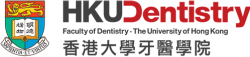 HKUDentistry
Faculty of Dentistry - The University of Hong Kong
香港大學牙醫學院